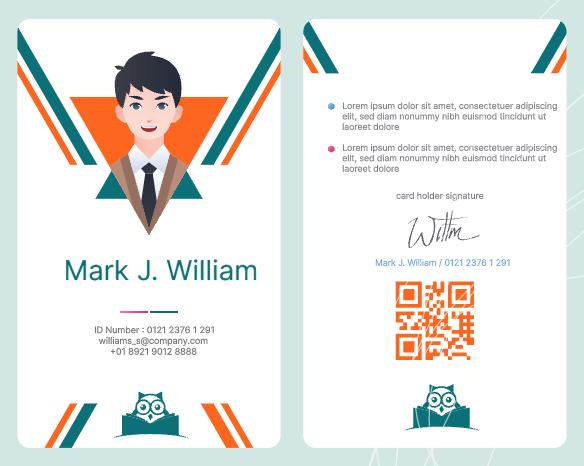 Mark J. William
ID Number : 0121 2376 1 291
williams_s@company.com
+01 8921 9012 8888
Lorem ipsum dolor sit amet, consectetuer adipiscing
elit, sed diam nonummy nibh euismod tincidunt ut
laoreet dolore
Lorem ipsum dolor sit amet, consectetuer adipiscing
elit, sed diam nonummy nibh euismod tincidunt ut
laoreet dolore
card holder signature
Mark J. William / 0121 2376 1 291